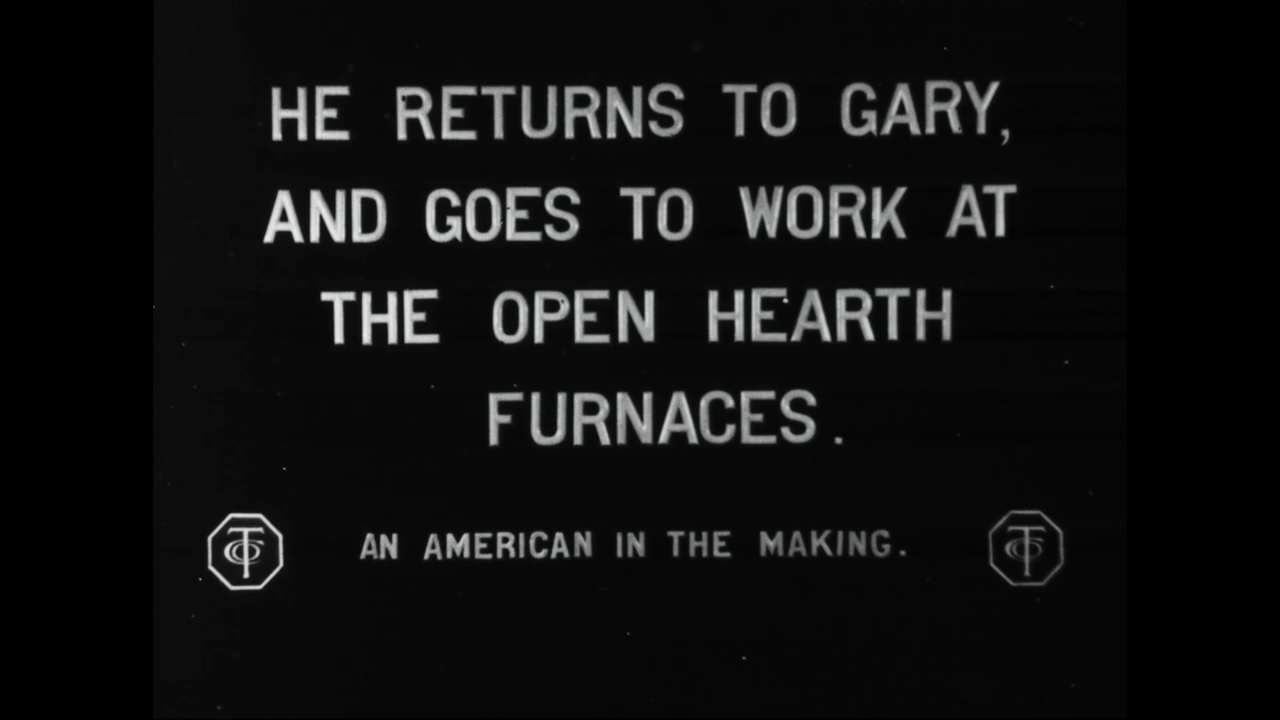 HE RETURNS TO GARY,
AND GOES TO WORK AT
THE OPEN HEARTH
FURNACES.
AN AMERICAN IN THE MAKING.